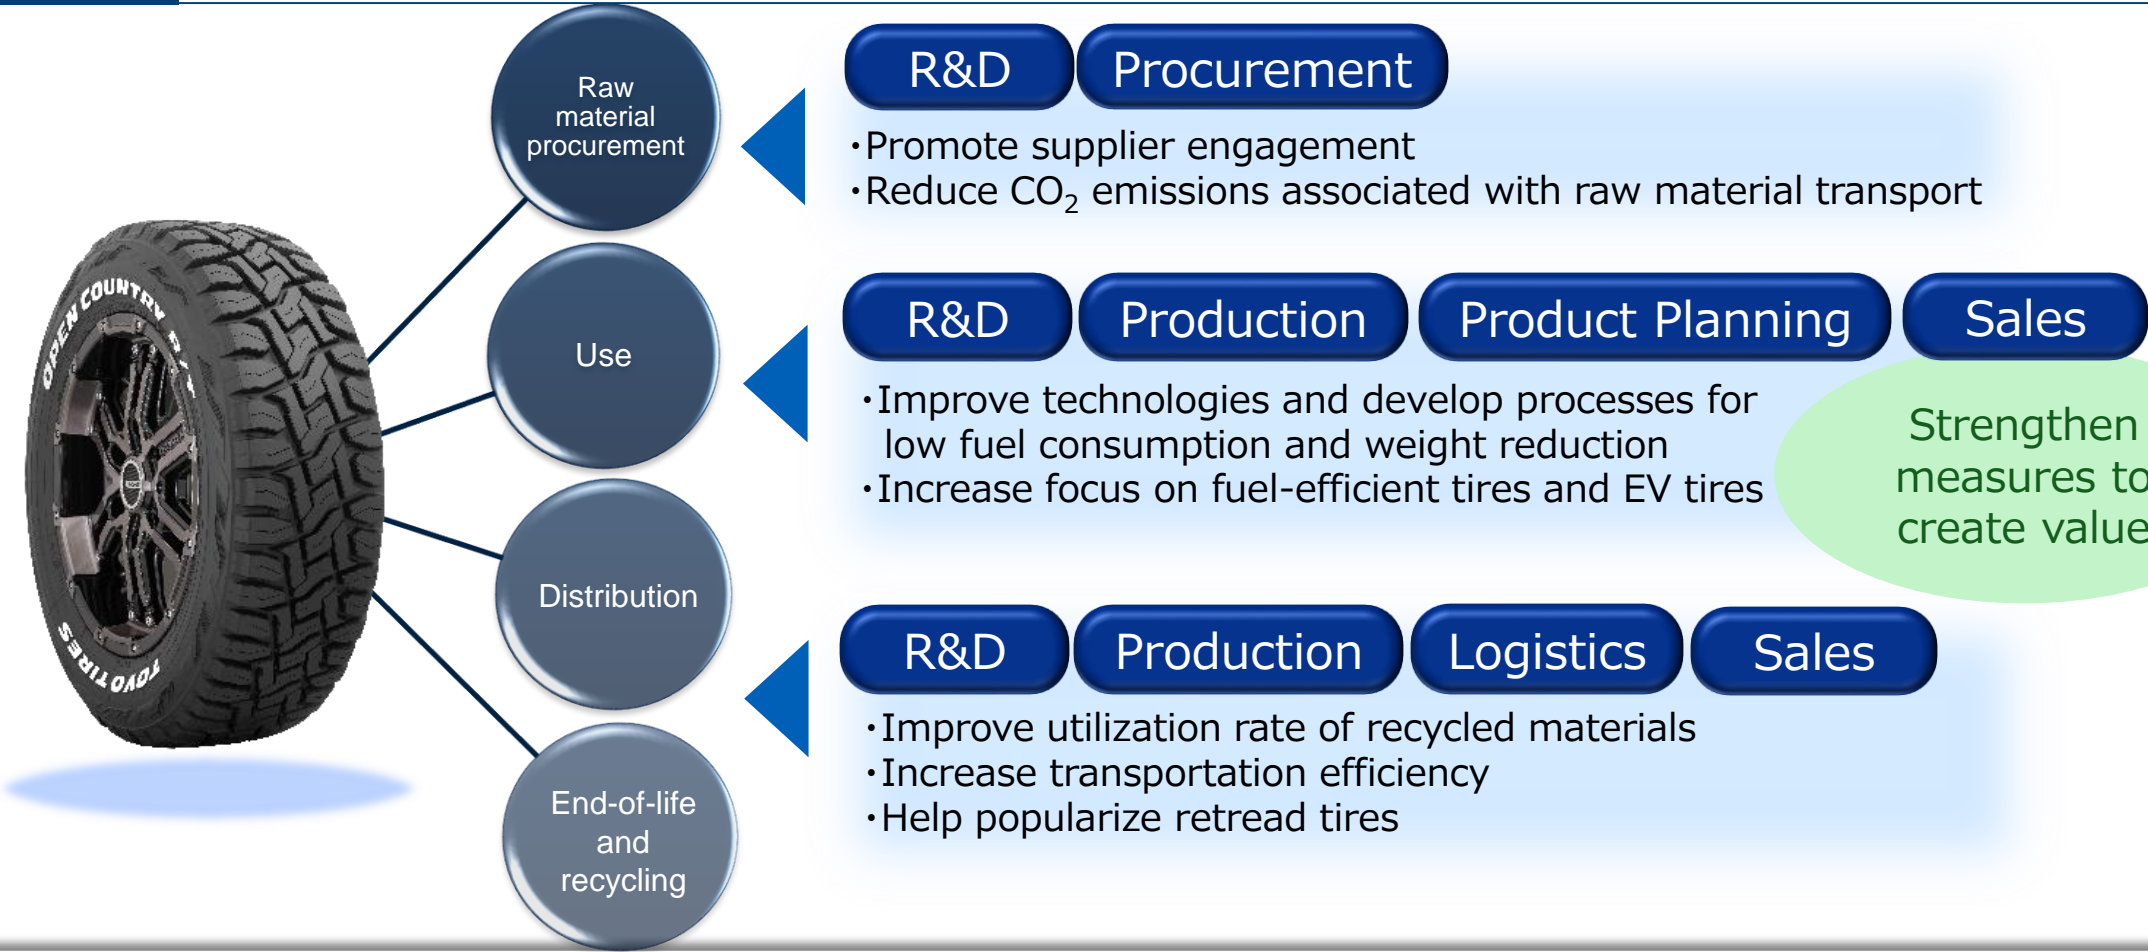 OPEN COUNTRY R/T
TOYO TIRES
Raw
material
procurement
Use
Distribution
End-of-life
and
recycling
R&D Procurement
・Promote supplier engagement
・Reduce CO₂ emissions associated with raw material transport
R&D Production Product Planning Sales
・Improve technologies and develop processes for
low fuel consumption and weight reduction
・Increase focus on fuel-efficient tires and EV tires
Strengthen
measures to
create value
R&D Production Logistics Sales
・Improve utilization rate of recycled materials
・Increase transportation efficiency
・Help popularize retread tires